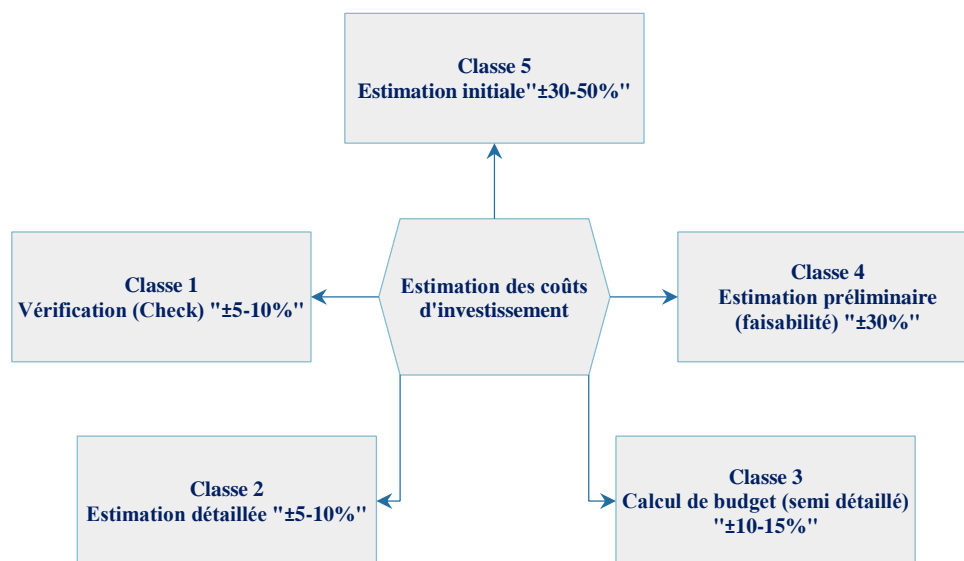 Classe 5
Estimation initiale"±30-50%"
Classe 1
Vérification (Check) "±5-10%"
Estimation des coûts
d'investissement
Classe 4
Estimation préliminaire
(faisabilité) "±30%"
Classe 2
Estimation détaillée "±5-10%"
Classe 3
Calcul de budget (semi détaillé)
"±10-15%"